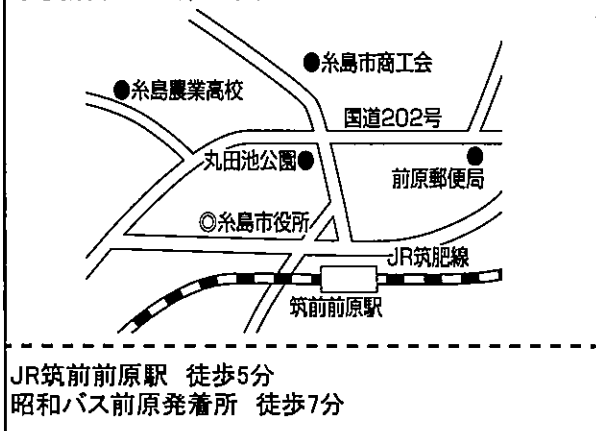 ●糸島市商工会
●糸島農業高校
国道202号
丸田池公園●
前原郵便局
◎糸島市役所
JR筑肥線
筑前前原駅
JR筑前前原駅 徒歩5分
昭和バス前原発着所 徒歩7分